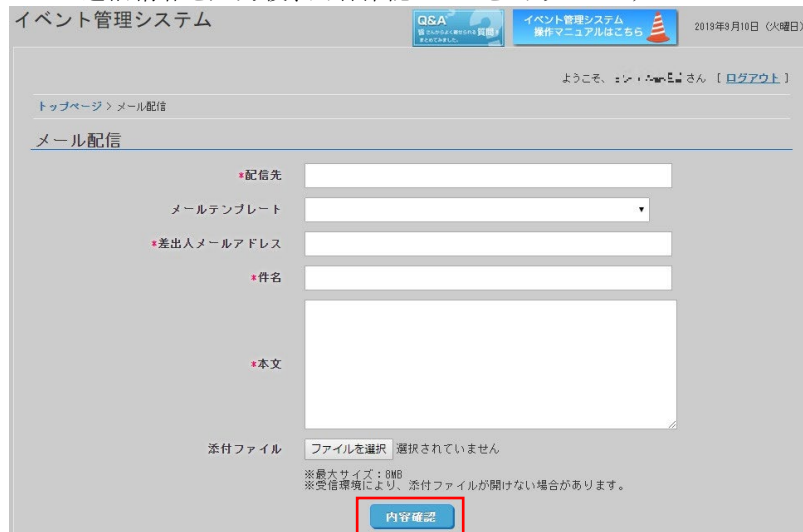 イベント管理システム
Q&A
イベント管理システム
操作マニュアルはこちら
2019年9月10日 (火曜日)
ようこそ、
さん [ログアウト]
トップページ > メール配信
メール配信
*配信先
メールテンプレート
*差出人メールアドレス
*件名
*本文
添付ファイル
ファイルを選択 選択されていません
※最大サイズ:8MB
※受信環境により、添付ファイルが開けない場合があります。
内容確認